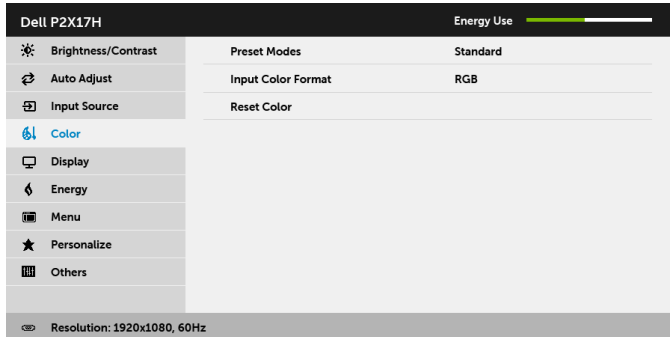 Dell P2X17H Energy Use
Brightness/Contrast Preset Modes Standard
Auto Adjust Input Color Format RGB
Input Source Reset Color
Color
Display
Energy
Menu
Personalize
Others
Resolution: 1920x1080, 60Hz